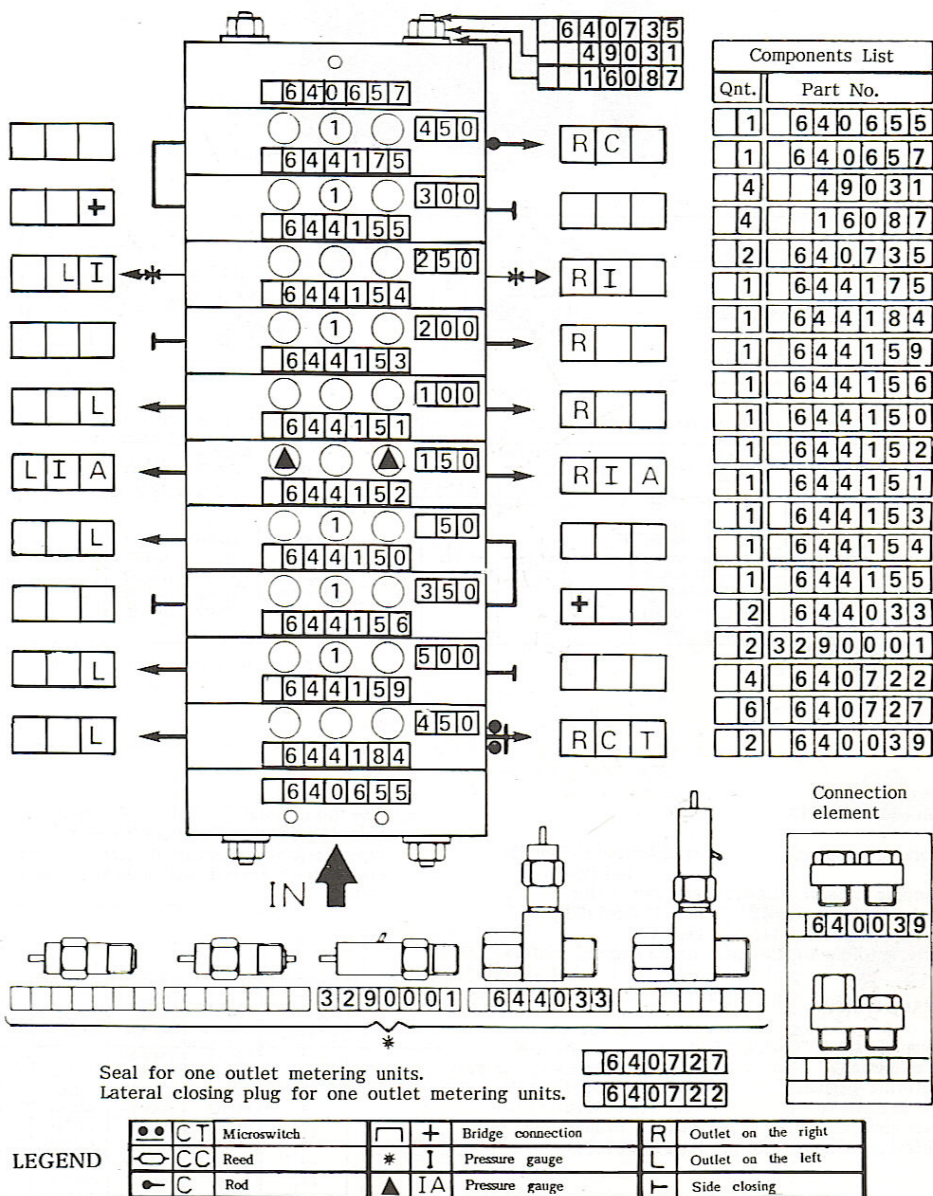 640735
49031
16087
640657
1 450
RC
644175
+
1 300
644155
LI
250
RI
644154
1 200
R
644153
L
100
R
644151
LIA
150
RIA
644152
L
1 50
644150
1 350
+
644156
L
1 500
644159
L
450
RCT
644184
640655
IN
Components List
Qnt. Part No.
1 640655
1 640657
4 49031
4 16087
2 640735
1 644175
1 644184
1 644159
1 644156
1 644150
1 644152
1 644151
1 644153
1 644154
1 644155
2 644033
2 3290001
4 640722
6 640727
2 640039
Connection
element
640039
3290001 644033
*
Seal for one outlet metering units. 640727
Lateral closing plug for one outlet metering units. 640722
LEGEND
CT Microswitch + Bridge connection R Outlet on the right
CC Reed * I Pressure gauge L Outlet on the left
C Rod IA Pressure gauge Side closing